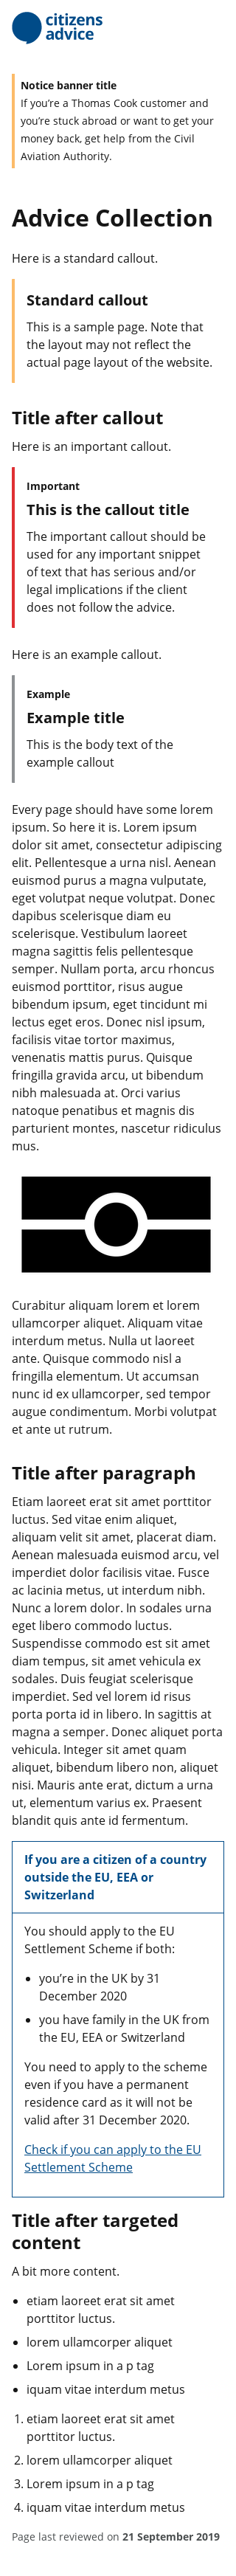 citizens
advice
Notice banner title
If you’re a Thomas Cook customer and
you’re stuck abroad or want to get your
money back, get help from the Civil
Aviation Authority.
Advice Collection
Here is a standard callout.
Standard callout
This is a sample page. Note that
the layout may not reflect the
actual page layout of the website.
Title after callout
Here is an important callout.
Important
This is the callout title
The important callout should be
used for any important snippet
of text that has serious and/or
legal implications if the client
does not follow the advice.
Here is an example callout.
Example
Example title
This is the body text of the
example callout
Every page should have some lorem
ipsum. So here it is. Lorem ipsum
dolor sit amet, consectetur adipiscing
elit. Pellentesque a urna nisl. Aenean
euismod purus a magna vulputate,
eget volutpat neque volutpat. Donec
dapibus scelerisque diam eu
scelerisque. Vestibulum laoreet
magna sagittis felis pellentesque
semper. Nullam porta, arcu rhoncus
euismod porttitor, risus augue
bibendum ipsum, eget tincidunt mi
lectus eget eros. Donec nisl ipsum,
facilisis vitae tortor maximus,
venenatis mattis purus. Quisque
fringilla gravida arcu, ut bibendum
nibh malesuada at. Orci varius
natoque penatibus et magnis dis
parturient montes, nascetur ridiculus
mus.
Curabitur aliquam lorem et lorem
ullamcorper aliquet. Aliquam vitae
interdum metus. Nulla ut laoreet
ante. Quisque commodo nisl a
fringilla elementum. Ut accumsan
nunc id ex ullamcorper, sed tempor
augue condimentum. Morbi volutpat
et ante ut rutrum.
Title after paragraph
Etiam laoreet erat sit amet porttitor
luctus. Sed vitae enim aliquet,
aliquam velit sit amet, placerat diam.
Aenean malesuada euismod arcu, vel
imperdiet dolor facilisis vitae. Fusce
ac lacinia metus, ut interdum nibh.
Nunc a lorem dolor. In sodales urna
eget libero commodo luctus.
Suspendisse commodo est sit amet
diam tempus, sit amet vehicula ex
sodales. Duis feugiat scelerisque
imperdiet. Sed vel lorem id risus
porta porta id in libero. In sagittis at
magna a semper. Donec aliquet porta
vehicula. Integer sit amet quam
aliquet, bibendum libero non, aliquet
nisi. Mauris ante erat, dictum a urna
ut, elementum varius ex. Praesent
blandit quis ante id fermentum.
If you are a citizen of a country
outside the EU, EEA or
Switzerland
You should apply to the EU
Settlement Scheme if both:
you’re in the UK by 31
December 2020
you have family in the UK from
the EU, EEA or Switzerland
You need to apply to the scheme
even if you have a permanent
residence card as it will not be
valid after 31 December 2020.
Check if you can apply to the EU
Settlement Scheme
Title after targeted
content
A bit more content.
etiam laoreet erat sit amet
porttitor luctus.
lorem ullamcorper aliquet
Lorem ipsum in a p tag
iquam vitae interdum metus
1. etiam laoreet erat sit amet
porttitor luctus.
2. lorem ullamcorper aliquet
3. Lorem ipsum in a p tag
4. iquam vitae interdum metus
Page last reviewed on 21 September 2019